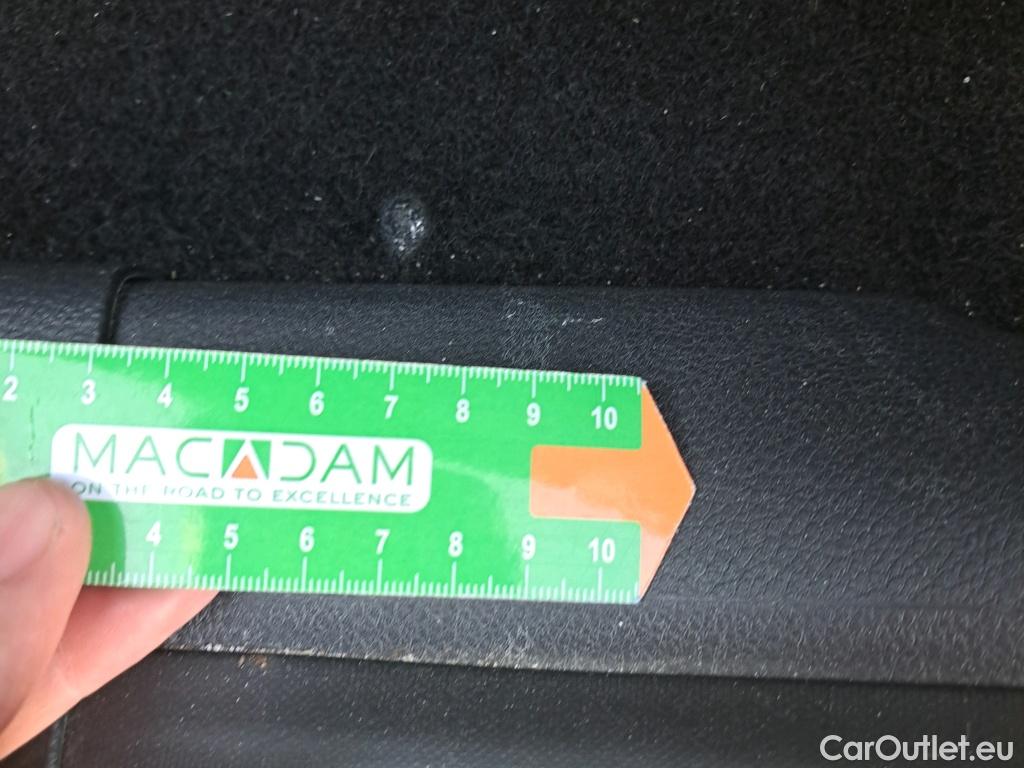 2 3 4 5 6 7 8 9 10
MACADAM
ON THE ROAD TO EXCELLENCE
4 5 6 7 8 9 10
CarOutlet.eu